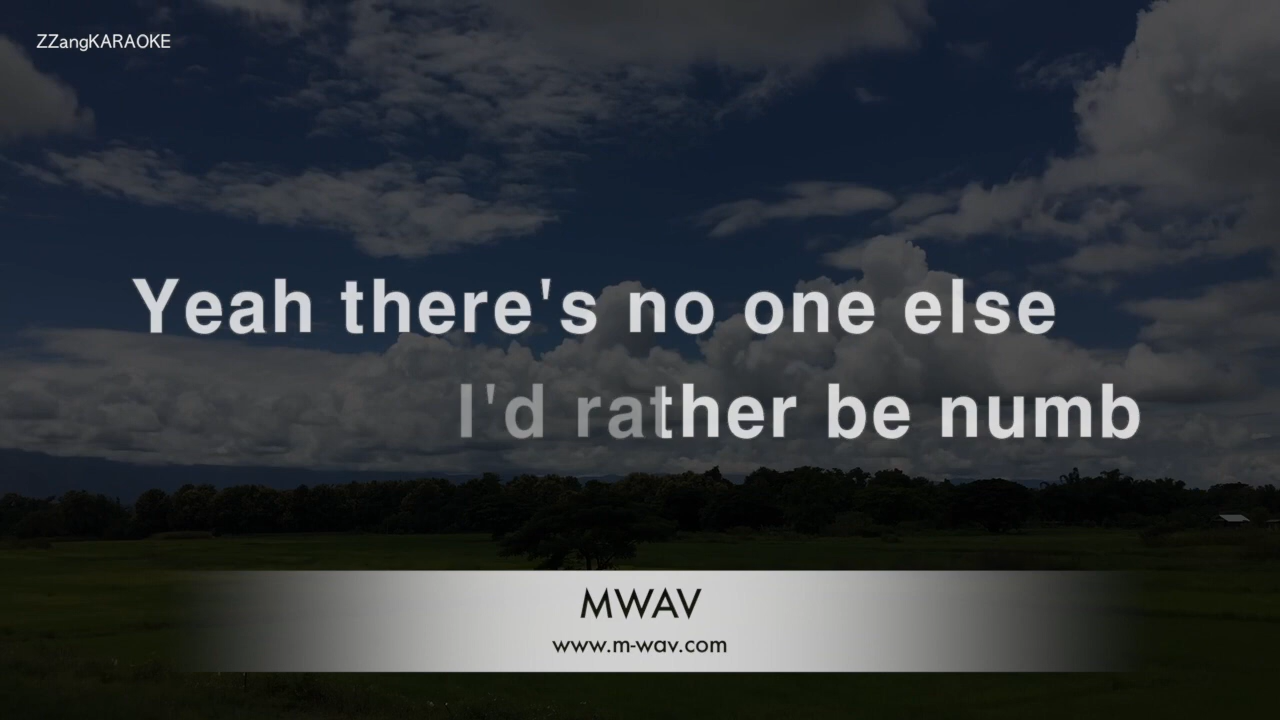 ZZangKARAOKE
Yeah there's no one else
I'd rather be numb
MWAV
www.m-wav.com